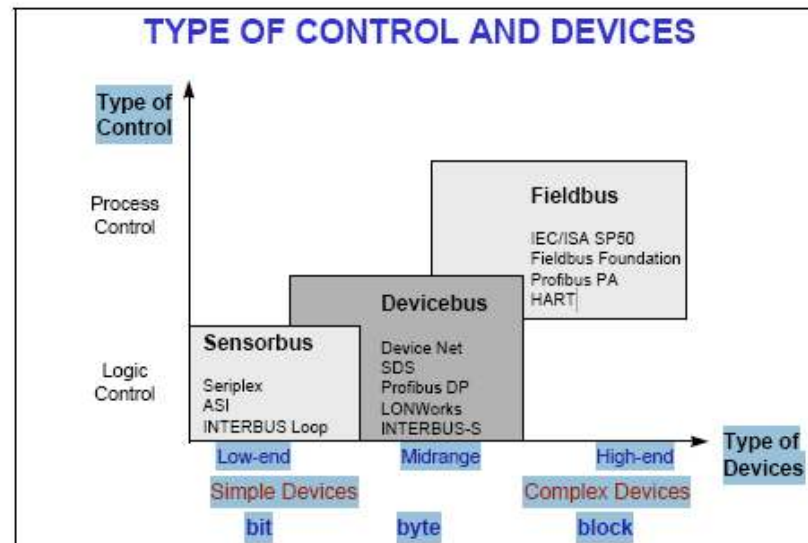 TYPE OF CONTROL AND DEVICES
Type of
Control
Process
Control
Logic
Control
Fieldbus
IEC/ISA SP50
Fieldbus Foundation
Profibus PA
HART
Devicebus
Device Net
SDS
Profibus DP
LONWorks
INTERBUS-S
Sensorbus
Seriplex
ASI
INTERBUS Loop
Type of
Devices
Low-end Midrange High-end
Simple Devices Complex Devices
bit byte block